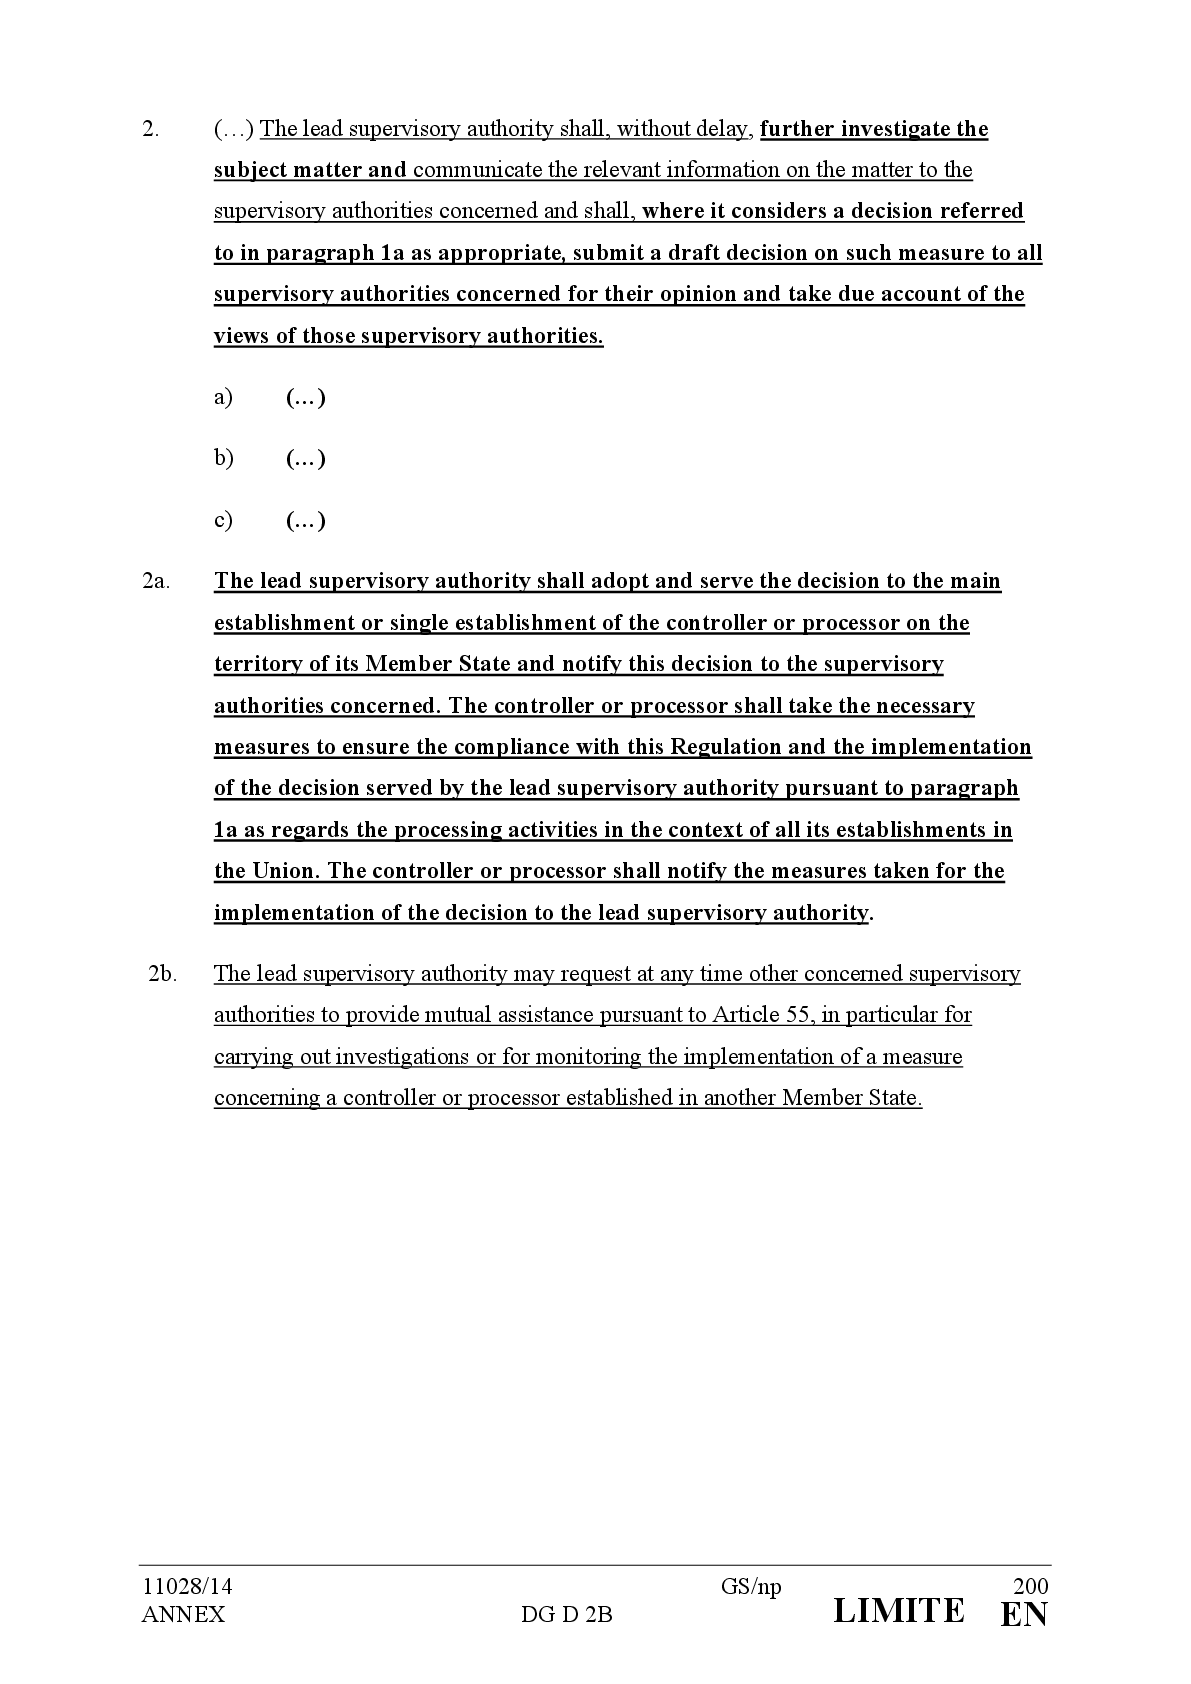 2. (…) The lead supervisory authority shall, without delay, further investigate the
subject matter and communicate the relevant information on the matter to the
supervisory authorities concerned and shall, where it considers a decision referred
to in paragraph 1a as appropriate, submit a draft decision on such measure to all
supervisory authorities concerned for their opinion and take due account of the
views of those supervisory authorities.
a) (…)
b) (…)
c) (…)
2a. The lead supervisory authority shall adopt and serve the decision to the main
establishment or single establishment of the controller or processor on the
territory of its Member State and notify this decision to the supervisory
authorities concerned. The controller or processor shall take the necessary
measures to ensure the compliance with this Regulation and the implementation
of the decision served by the lead supervisory authority pursuant to paragraph
1a as regards the processing activities in the context of all its establishments in
the Union. The controller or processor shall notify the measures taken for the
implementation of the decision to the lead supervisory authority.
2b. The lead supervisory authority may request at any time other concerned supervisory
authorities to provide mutual assistance pursuant to Article 55, in particular for
carrying out investigations or for monitoring the implementation of a measure
concerning a controller or processor established in another Member State.
11028/14 GS/np 200
ANNEX DG D 2B LIMITE EN